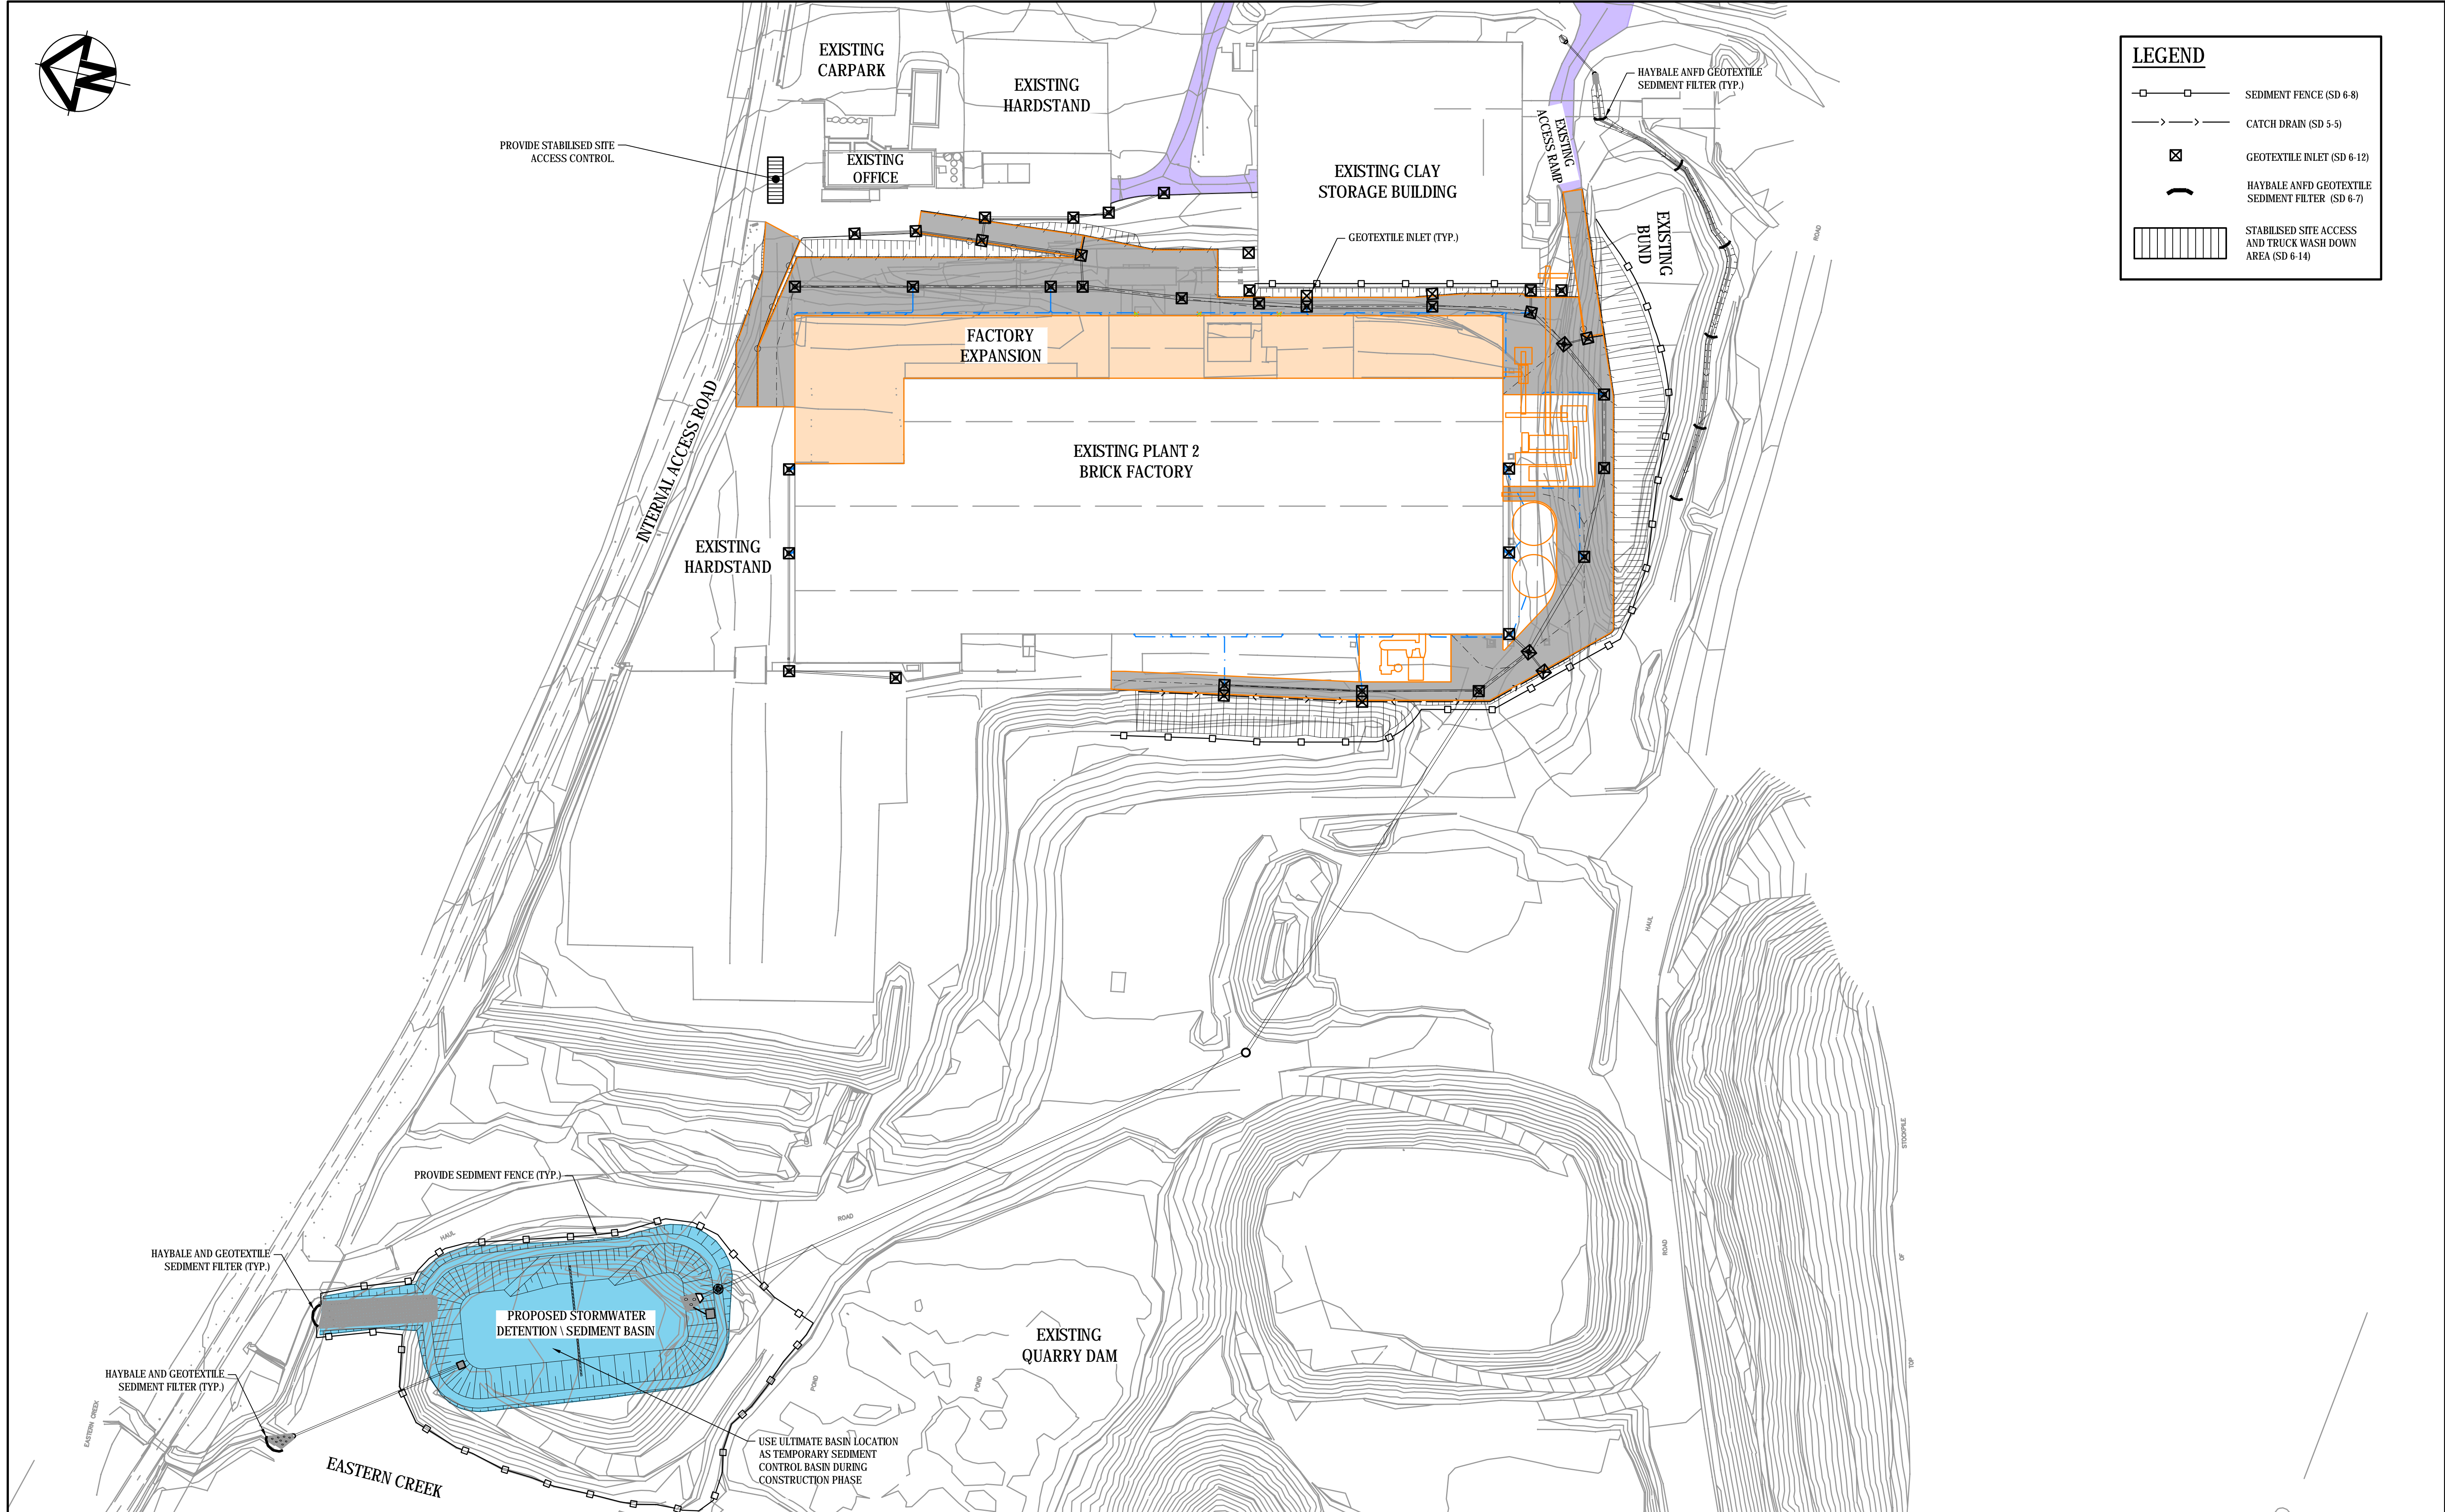 N
EXISTING
CARPARK
EXISTING
HARDSTAND
PROVIDE STABILISED SITE
ACCESS CONTROL.
EXISTING
OFFICE
EXISTING CLAY
STORAGE BUILDING
GEOTEXTILE INLET (TYP.)
EXISTING
ACCESS RAMP
HAYBALE ANFD GEOTEXTILE
SEDIMENT FILTER (TYP.)
EXISTING
BUND
ROAD
LEGEND
SEDIMENT FENCE (SD 6-8)
CATCH DRAIN (SD 5-5)
GEOTEXTILE INLET (SD 6-12)
HAYBALE ANFD GEOTEXTILE
SEDIMENT FILTER (SD 6-7)
STABILISED SITE ACCESS
AND TRUCK WASH DOWN
AREA (SD 6-14)
FACTORY
EXPANSION
INTERNAL ACCESS ROAD
EXISTING PLANT 2
BRICK FACTORY
EXISTING
HARDSTAND
HAUL
STOCKPILE
PROVIDE SEDIMENT FENCE (TYP.)
ROAD
HAUL
ROAD
OF
HAYBALE AND GEOTEXTILE
SEDIMENT FILTER (TYP.)
PROPOSED STORMWATER
DETENTION \ SEDIMENT BASIN
EXISTING
QUARRY DAM
TOP
HAYBALE AND GEOTEXTILE
SEDIMENT FILTER (TYP.)
POND
POND
EASTERN CREEK
USE ULTIMATE BASIN LOCATION
AS TEMPORARY SEDIMENT
CONTROL BASIN DURING
CONSTRUCTION PHASE
EASTERN CREEK